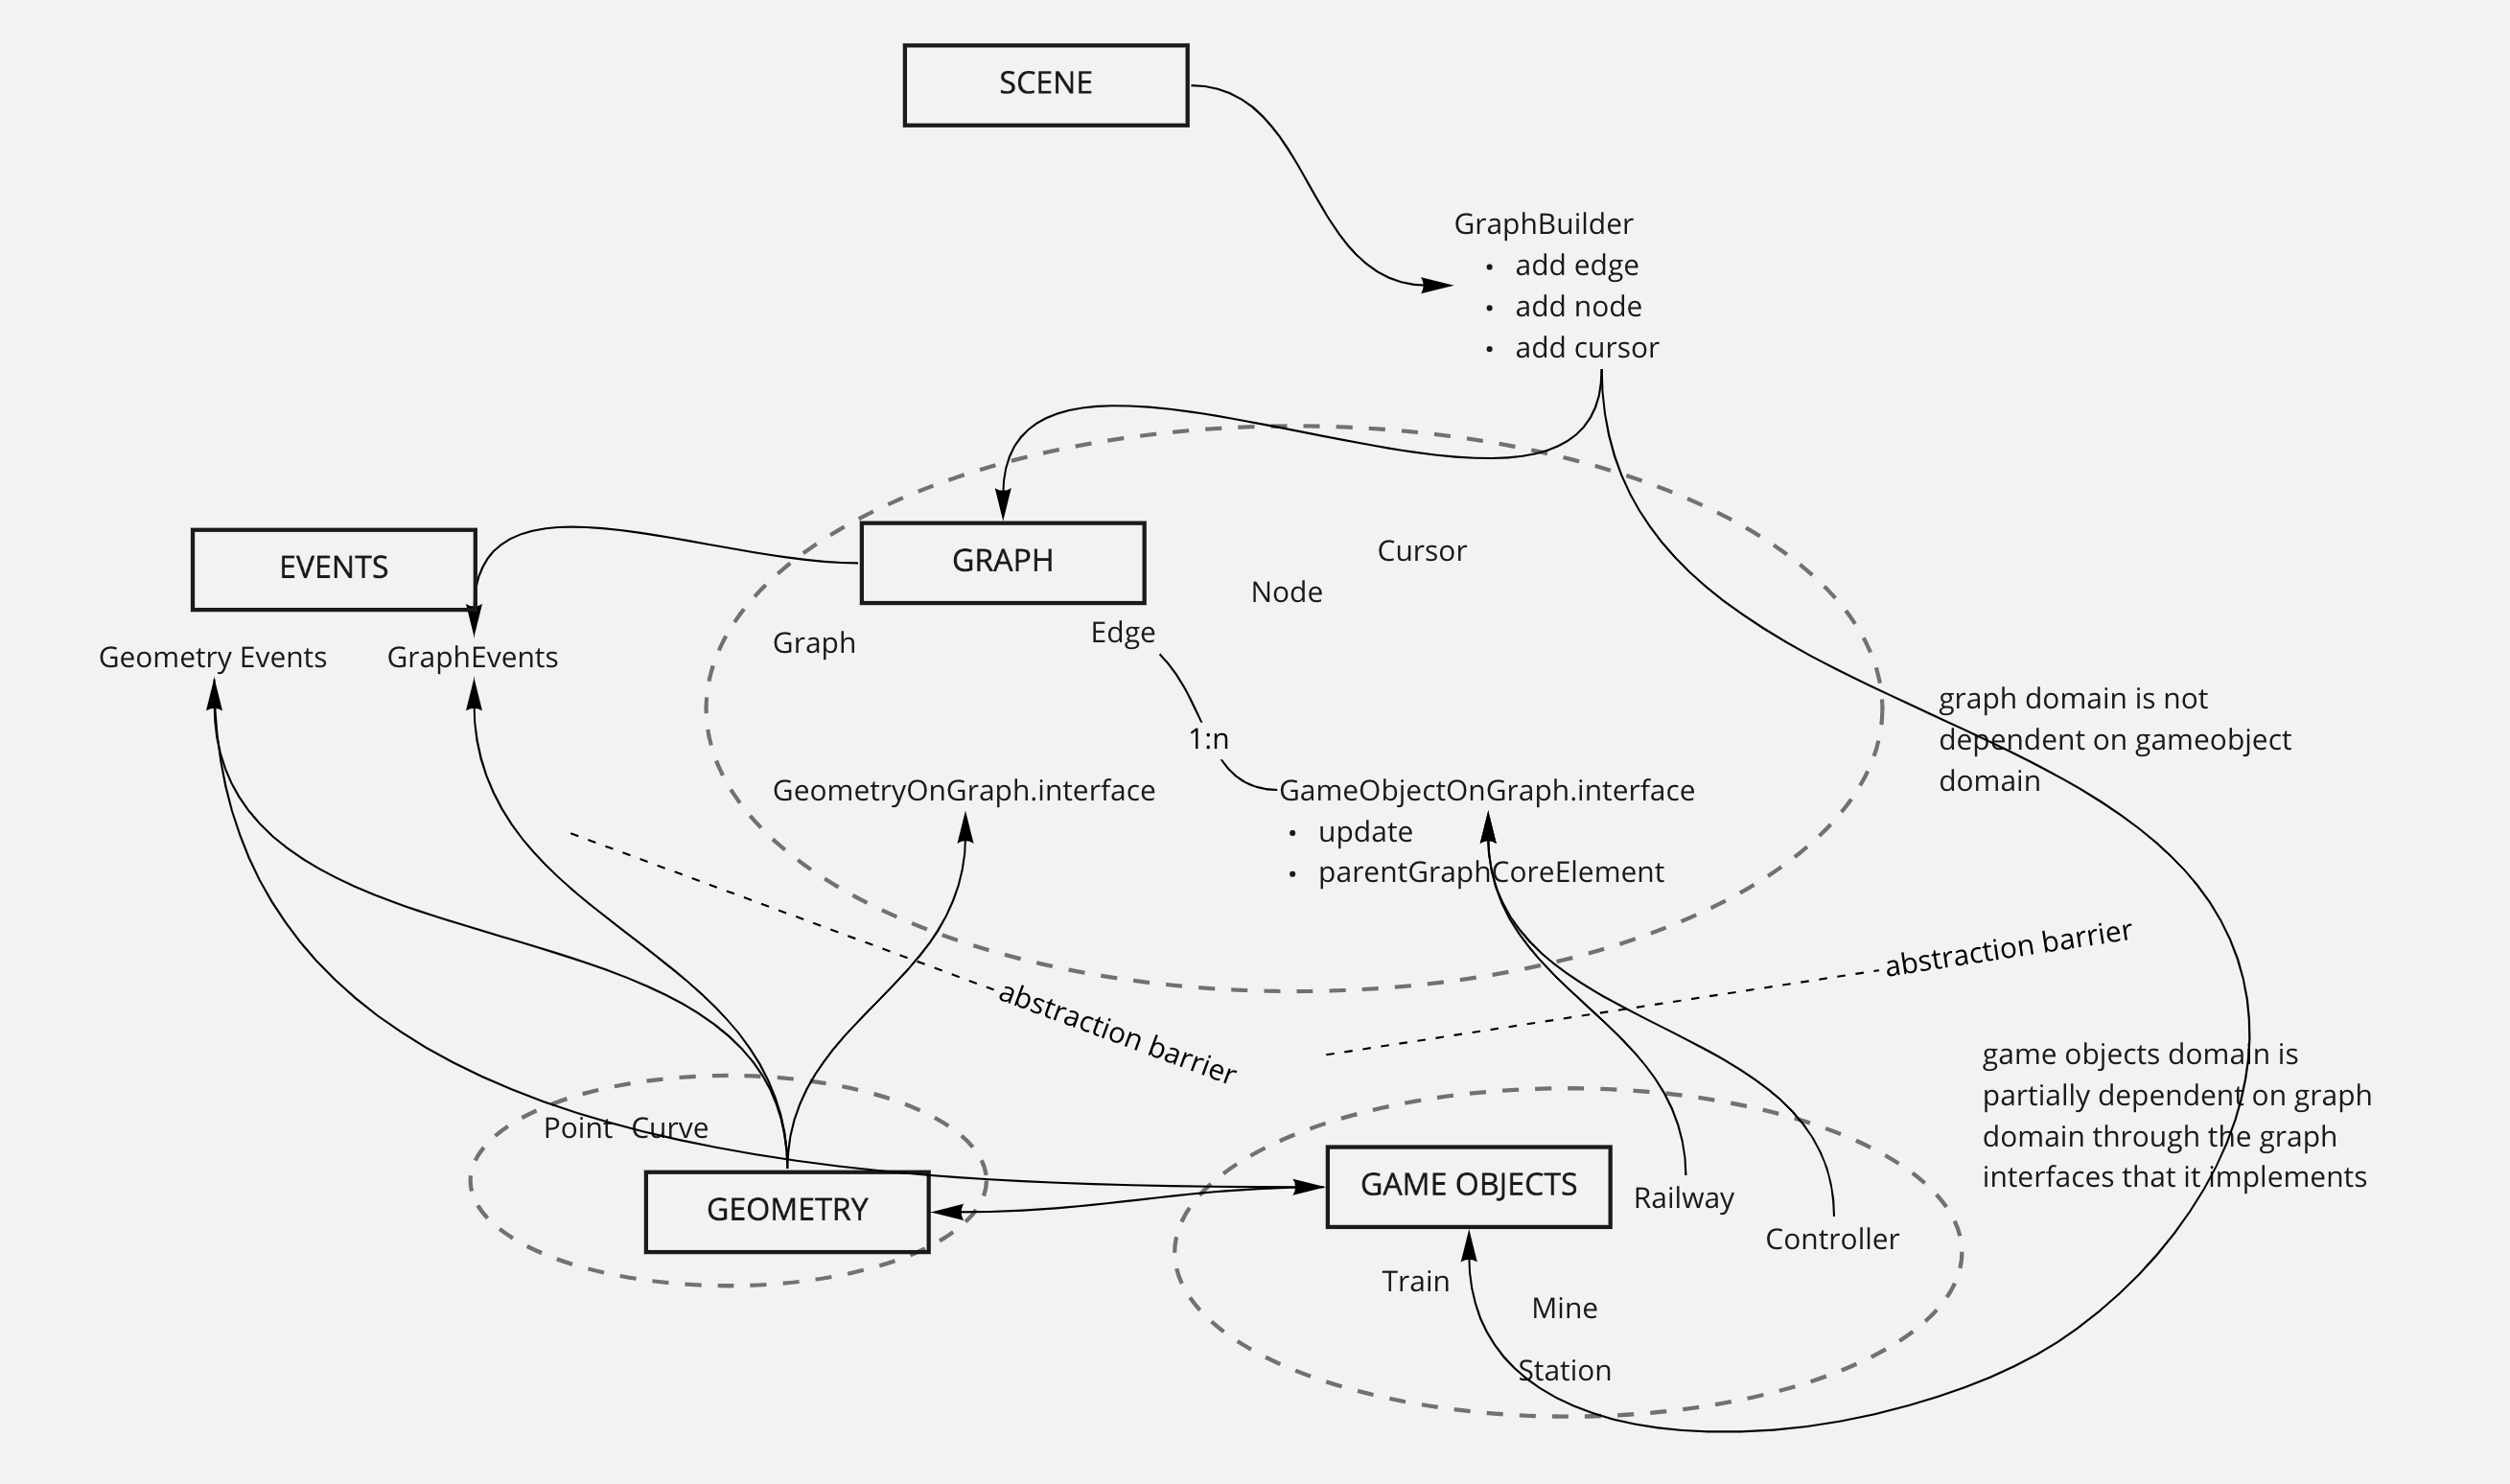 SCENE
GraphBuilder
• add edge
• add node
• add cursor
EVENTS
GRAPH
Cursor
Node
Edge
Graph
Geometry Events
GraphEvents
1:n
graph domain is not
dependent on gameobject
domain
GeometryOnGraph.interface
GameObjectOnGraph.interface
• update
• parentGraphCoreElement
abstraction barrier
abstraction barrier
game objects domain is
partially dependent on graph
domain through the graph
interfaces that it implements
Point
Curve
GEOMETRY
GAME OBJECTS
Railway
Controller
Train
Mine
Station